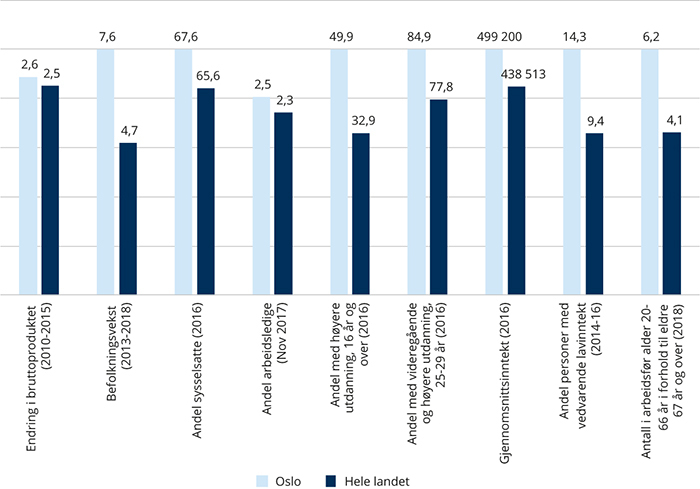 7,6 67,6 49,9 84,9 499 200 14,3 6,2
2,6 2,5 4,7 65,6 2,5 2,3 32,9 77,8 438 513 9,4 4,1
Endring i bruttoproduktet
(2010-2015)
Befolkningsvekst
(2013-2018)
Andel sysselsatte (2016)
Andel arbeidsledige
(Nov 2017)
Andel med høyere
utdanning, 16 år og
over (2016)
Andel med videregående
og høyere utdanning,
25-29 år (2016)
Gjennomsnittsinntekt (2016)
Andel personer med
vedvarende lavinntekt
(2014-16)
Antall i arbeidsfør alder 20-
66 år i forhold til eldre
67 år og over (2018)
Oslo Hele landet